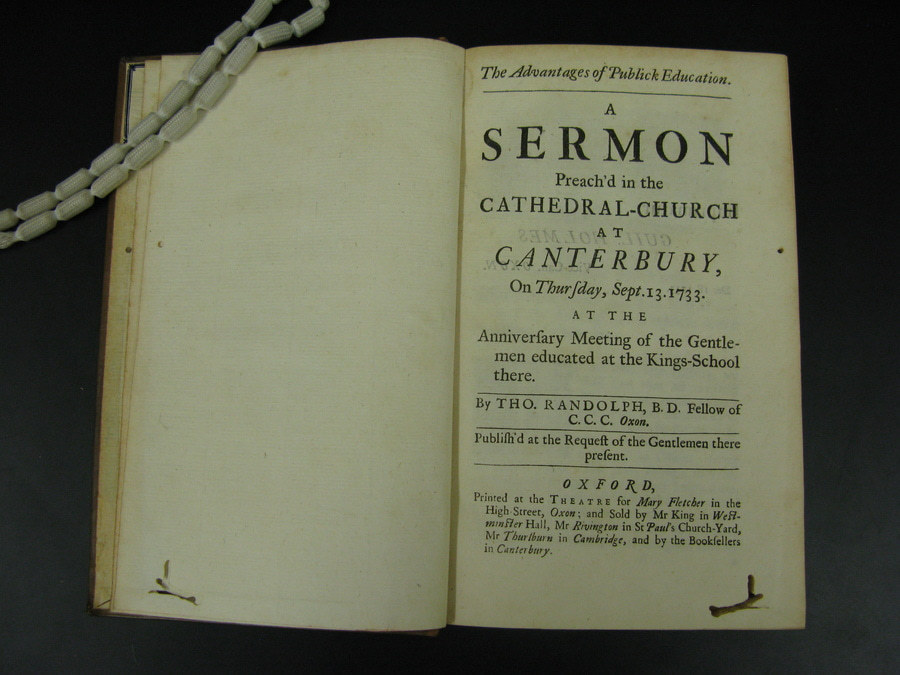 The Advantages of Publick Education.
A
SERMON
Preach'd in the
CATHEDRAL-CHURCH
AT
CANTERBURY,
On Thurſday, Sept.13.1733.
AT THE
Anniverſary Meeting of the Gentle-
men educated at the Kings-School
there.
By THO. RANDOLPH, B.D. Fellow of
C.C.C. Oxon.
Publiſh'd at the Requeſt of the Gentlemen there
preſent.
OXFORD,
Printed at the THEATRE for Mary Fletcher in the
High-Street, Oxon; and Sold by Mr King in Weſt-
minſter Hall, Mr Rivington in St Paul's Church-Yard,
Mr Thurlburn in Cambridge, and by the Bookſellers
in Canterbury.